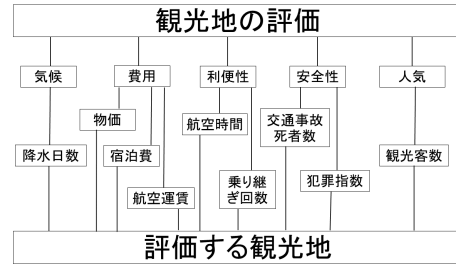 観光地の評価
気候
費用
利便性
安全性
人気
物価
航空時間
交通事故
死者数
降水日数
宿泊費
観光客数
航空運賃
乗り継
ぎ回数
犯罪指数
評価する観光地